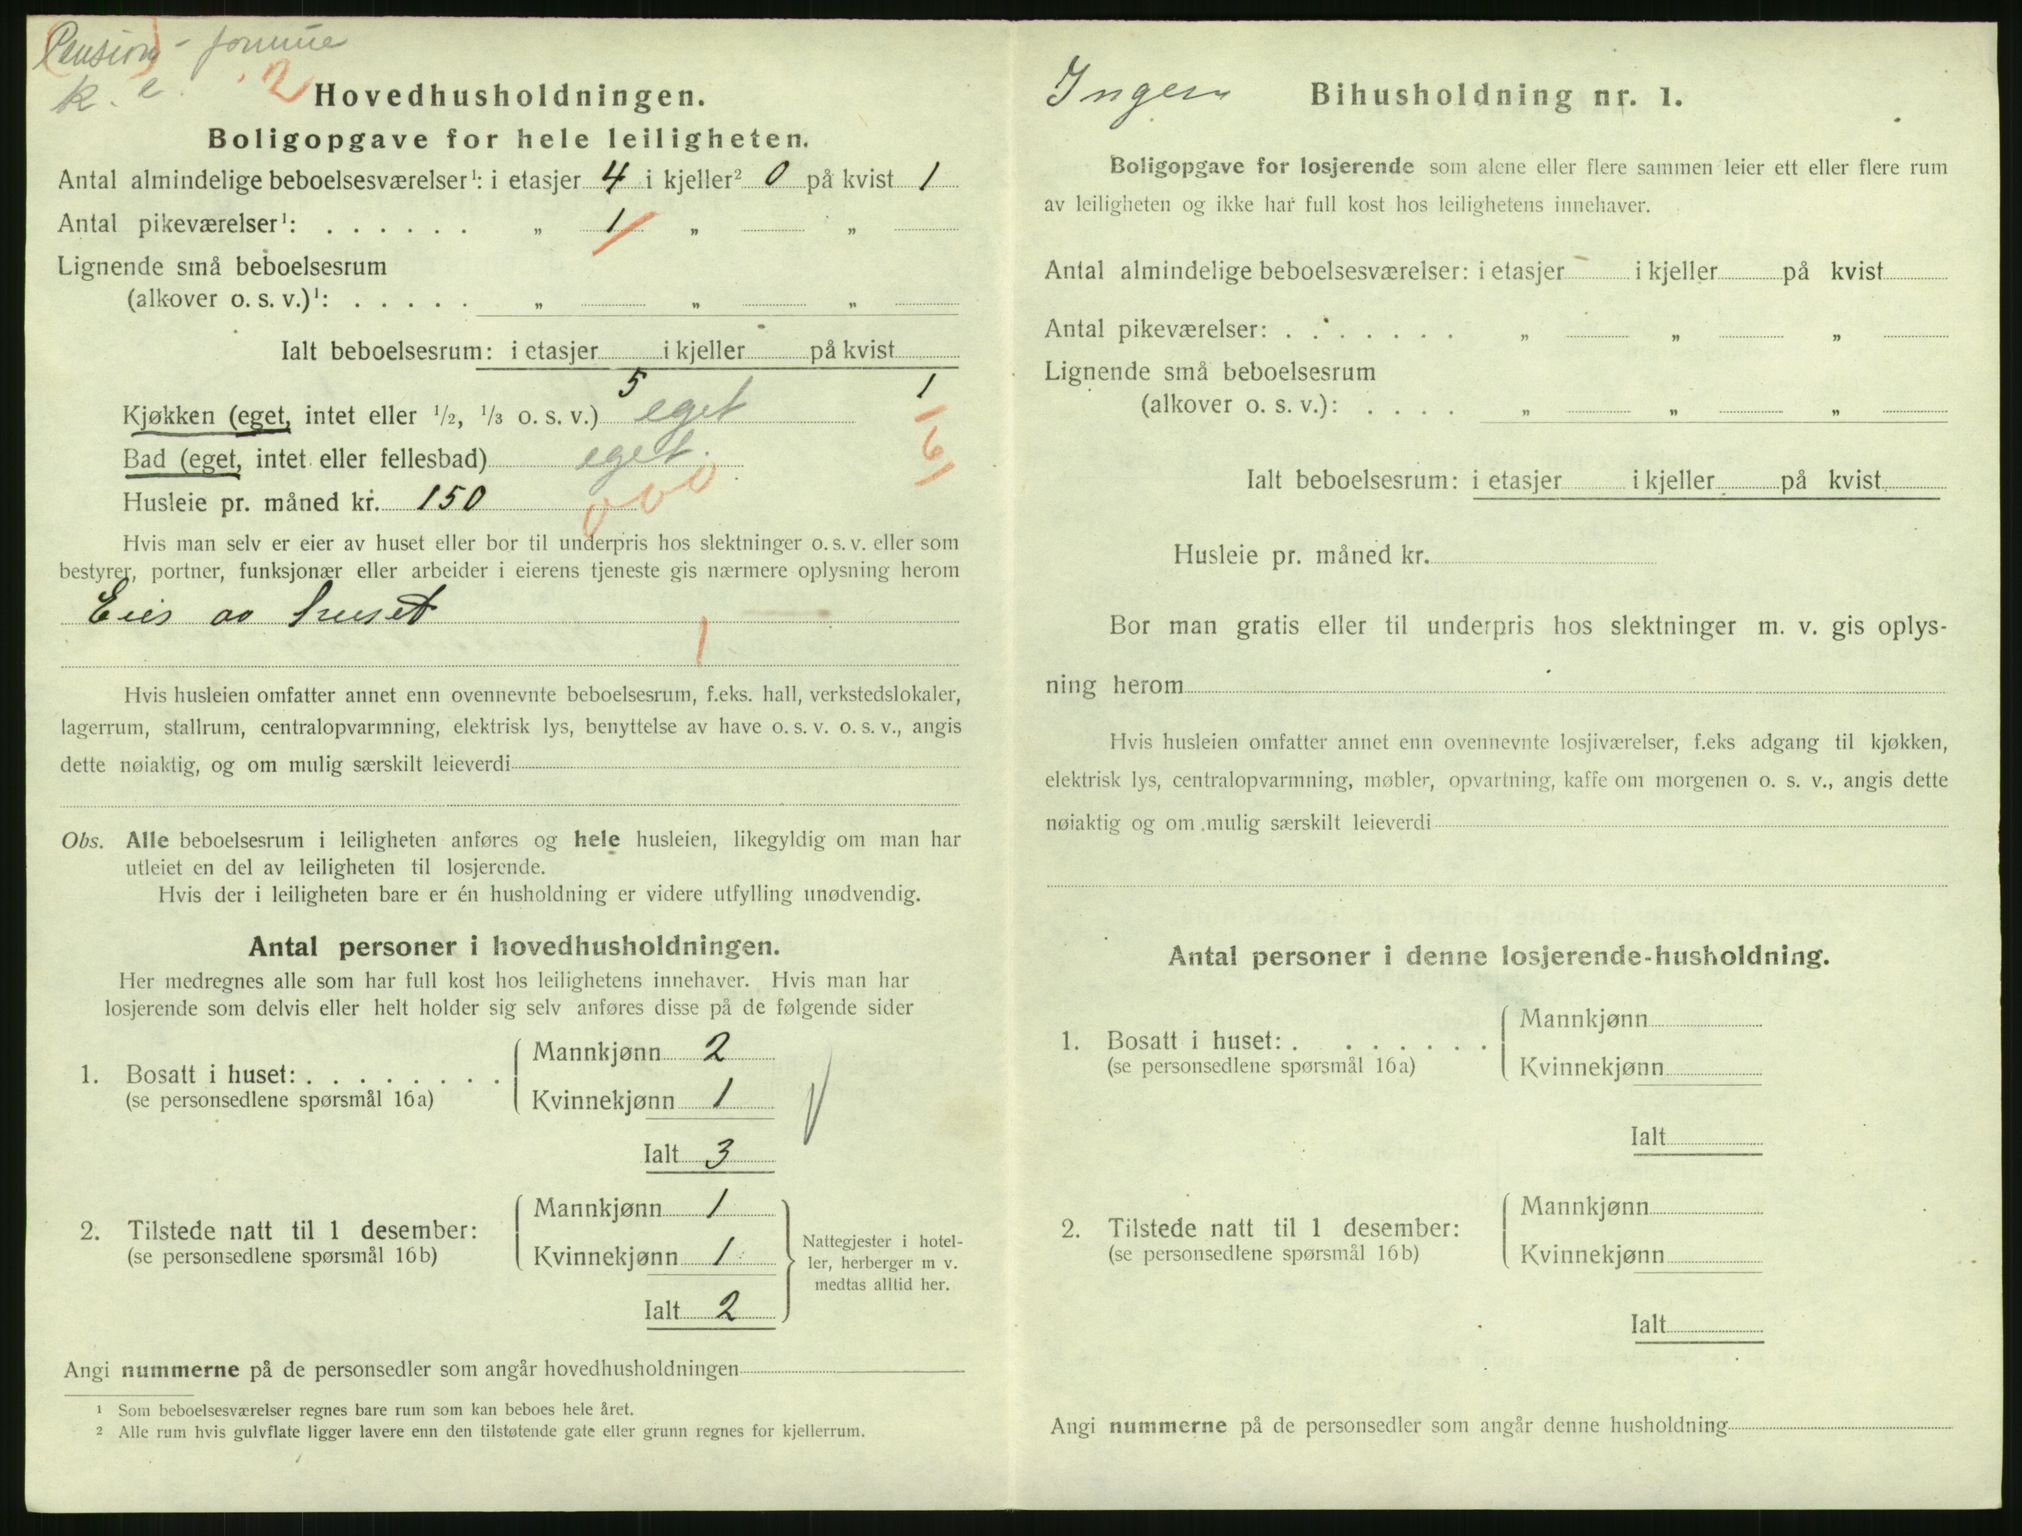 (Pension) - formue
k. e. 2
Hovedhusholdningen.
Boligopgave for hele leiligheten.
Antal almindelige beboelsesværelser¹: i etasjer 4 i kjeller² 0 på kvist 1
Antal pikeværelser¹: . . . . . . „ 1 „ „
Lignende små beboelsesrum
(alkover o. s. v.)¹: . . . . . „ „ „
Ialt beboelsesrum: i etasjer i kjeller på kvist
5 1
Kjøkken (eget, intet eller ½, ⅓ o. s. v.) eget
6
Bad (eget, intet eller fellesbad) eget.
Husleie pr. måned kr. 150 000
Hvis man selv er eier av huset eller bor til underpris hos slektninger o. s. v. eller som
bestyrer, portner, funksjonær eller arbeider i eierens tjeneste gis nærmere oplysning herom
Eier av huset
1
Hvis husleien omfatter annet enn ovennevnte beboelsesrum, f.eks. hall, verkstedslokaler,
lagerrum, stallrum, centralopvarmning, elektrisk lys, benyttelse av have o. s. v. o. s. v., angis
dette nøiaktig, og om mulig særskilt leieverdi
Obs. Alle beboelsesrum i leiligheten anføres og hele husleien, likegyldig om man har
utleiet en del av leiligheten til losjerende.
Hvis der i leiligheten bare er én husholdning er videre utfylling unødvendig.
Antal personer i hovedhusholdningen.
Her medregnes alle som har full kost hos leilighetens innehaver. Hvis man har
losjerende som delvis eller helt holder sig selv anføres disse på de følgende sider
Mannkjønn 2
1. Bosatt i huset: . . . . . . . .
(se personsedlene spørsmål 16a)
Kvinnekjønn 1
Ialt 3
Mannkjønn 1
2. Tilstede natt til 1 desember:
(se personsedlene spørsmål 16b)
Kvinnekjønn 1
Ialt 2
Nattegjester i hotel-
ler, herberger m v.
medtas alltid her.
Angi nummerne på de personsedler som angår hovedhusholdningen
¹ Som beboelsesværelser regnes bare rum som kan beboes hele året.
² Alle rum hvis gulvflate ligger lavere enn den tilstøtende gate eller grunn regnes for kjellerrum.
Ingen Bihusholdning nr. 1.
Boligopgave for losjerende som alene eller flere sammen leier ett eller flere rum
av leiligheten og ikke har full kost hos leilighetens innehaver.
Antal almindelige beboelsesværelser: i etasjer i kjeller på kvist
Antal pikeværelser: . . . . . . . „ „ „
Lignende små beboelsesrum
(alkover o. s. v.): . . . . „ „ „
Ialt beboelsesrum: i etasjer i kjeller på kvist
Husleie pr. måned kr.
Bor man gratis eller til underpris hos slektninger m. v. gis oplys-
ning herom
Hvis husleien omfatter annet enn ovennevnte losjiværelser, f.eks adgang til kjøkken,
elektrisk lys, centralopvarmning, møbler, opvartning, kaffe om morgenen o. s. v., angis dette
nøiaktig og om mulig særskilt leieverdi
Antal personer i denne losjerende-husholdning.
Mannkjønn
1. Bosatt i huset: . . . . . . .
(se personsedlene spørsmål 16a)
Kvinnekjønn
Ialt
Mannkjønn
2. Tilstede natt til 1 desember:
(se personsedlene spørsmål 16b)
Kvinnekjønn
Ialt
Angi nummerne på de personsedler som angår denne husholdning